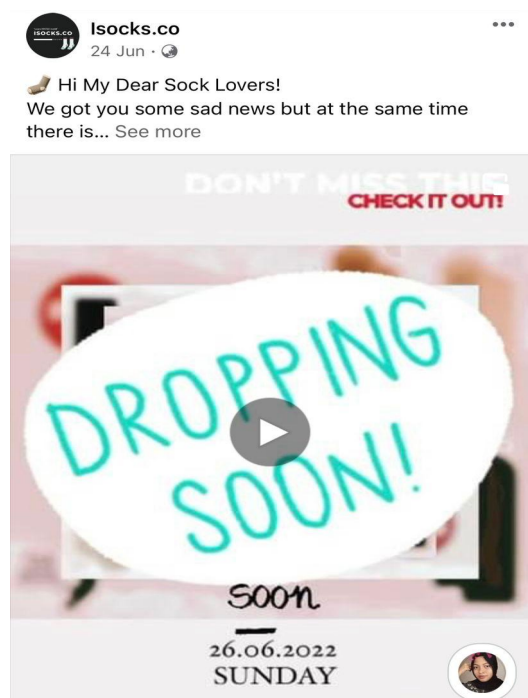 ISOCKS.CO
Isocks.co
24 Jun ·
Hi My Dear Sock Lovers!
We got you some sad news but at the same time
there is... See more
DON'T MISS THIS
CHECK IT OUT!
DROPPING
SOON!
soon
26.06.2022
SUNDAY